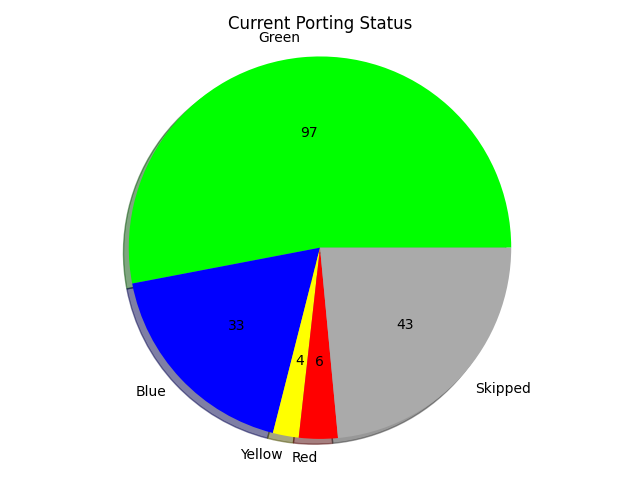 Current Porting Status
Green
97
33
43
4
6
Blue
Skipped
Yellow
Red